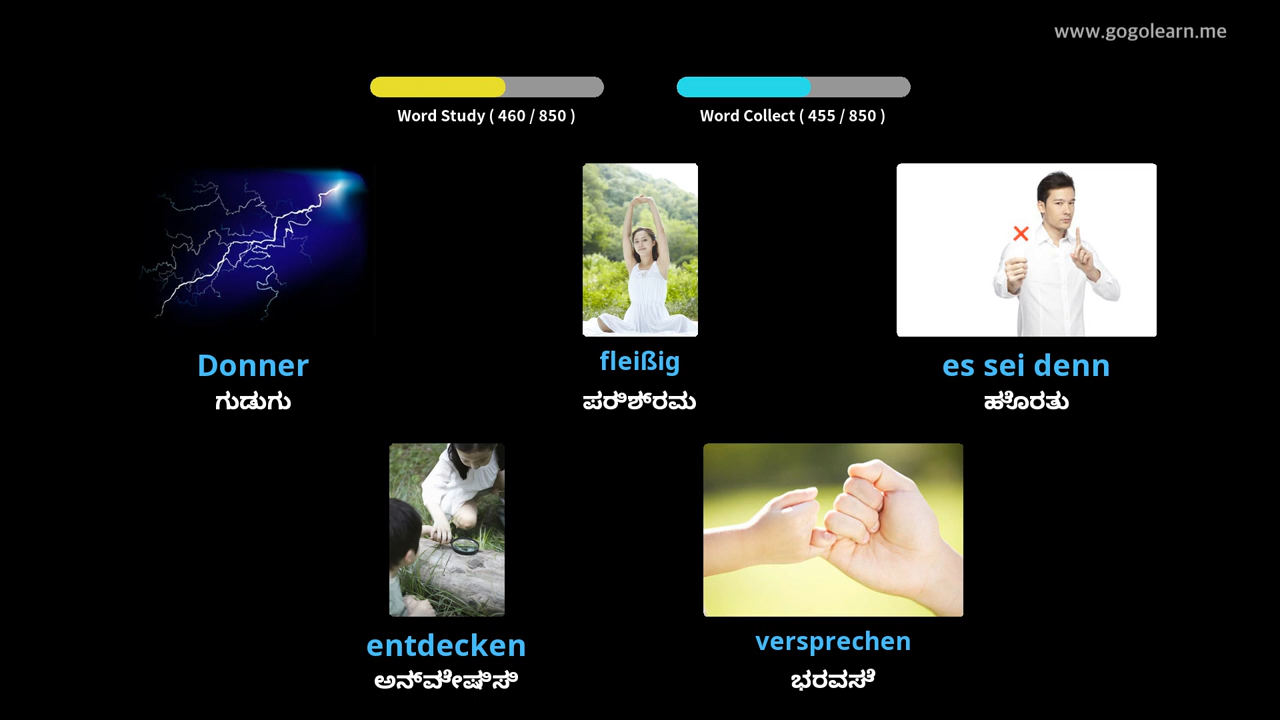 www.gogolearn.me
Word Study ( 460 / 850 )
Word Collect ( 455 / 850 )
Donner
ಗುಡುಗು
fleißig
ಪರಿಶ್ರಮ
es sei denn
ಹೊರತು
entdecken
ಅನ್ವೇಷಿಸಿ
versprechen
ಭರವಸೆ